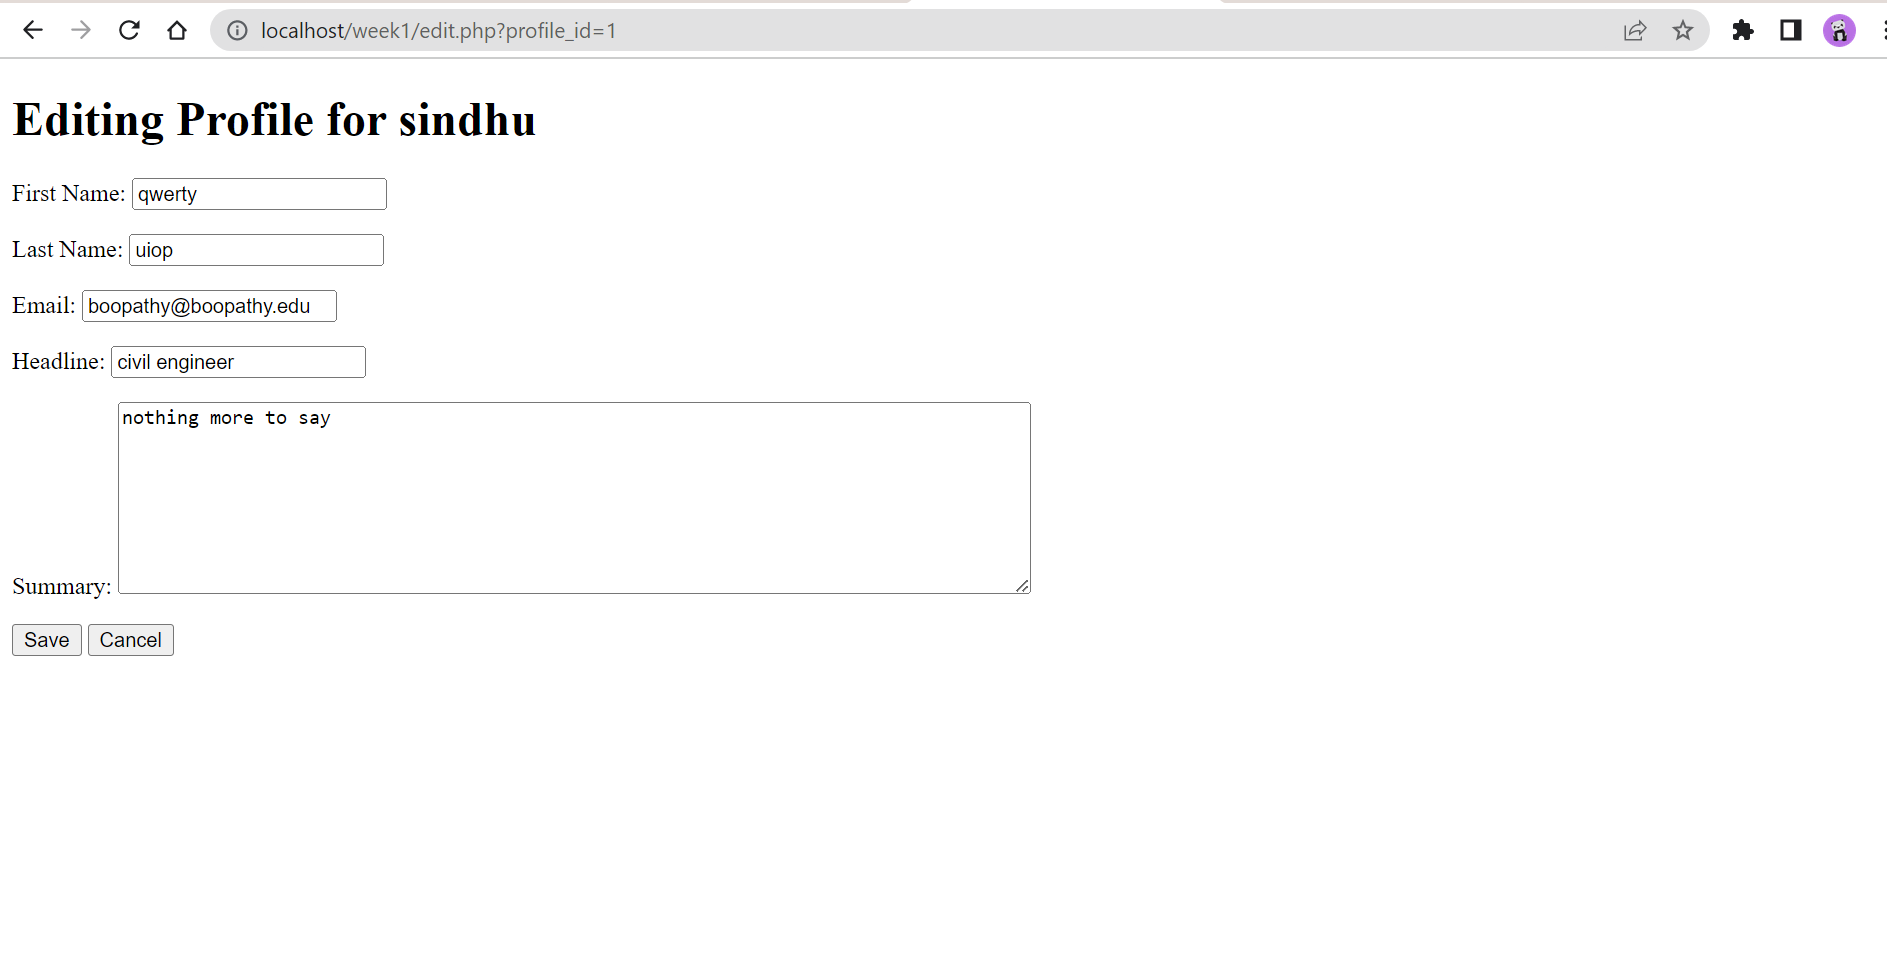 localhost/week1/edit.php?profile_id=1
Editing Profile for sindhu
First Name: qwerty
Last Name: uiop
Email: boopathy@boopathy.edu
Headline: civil engineer
nothing more to say
Summary:
Save Cancel